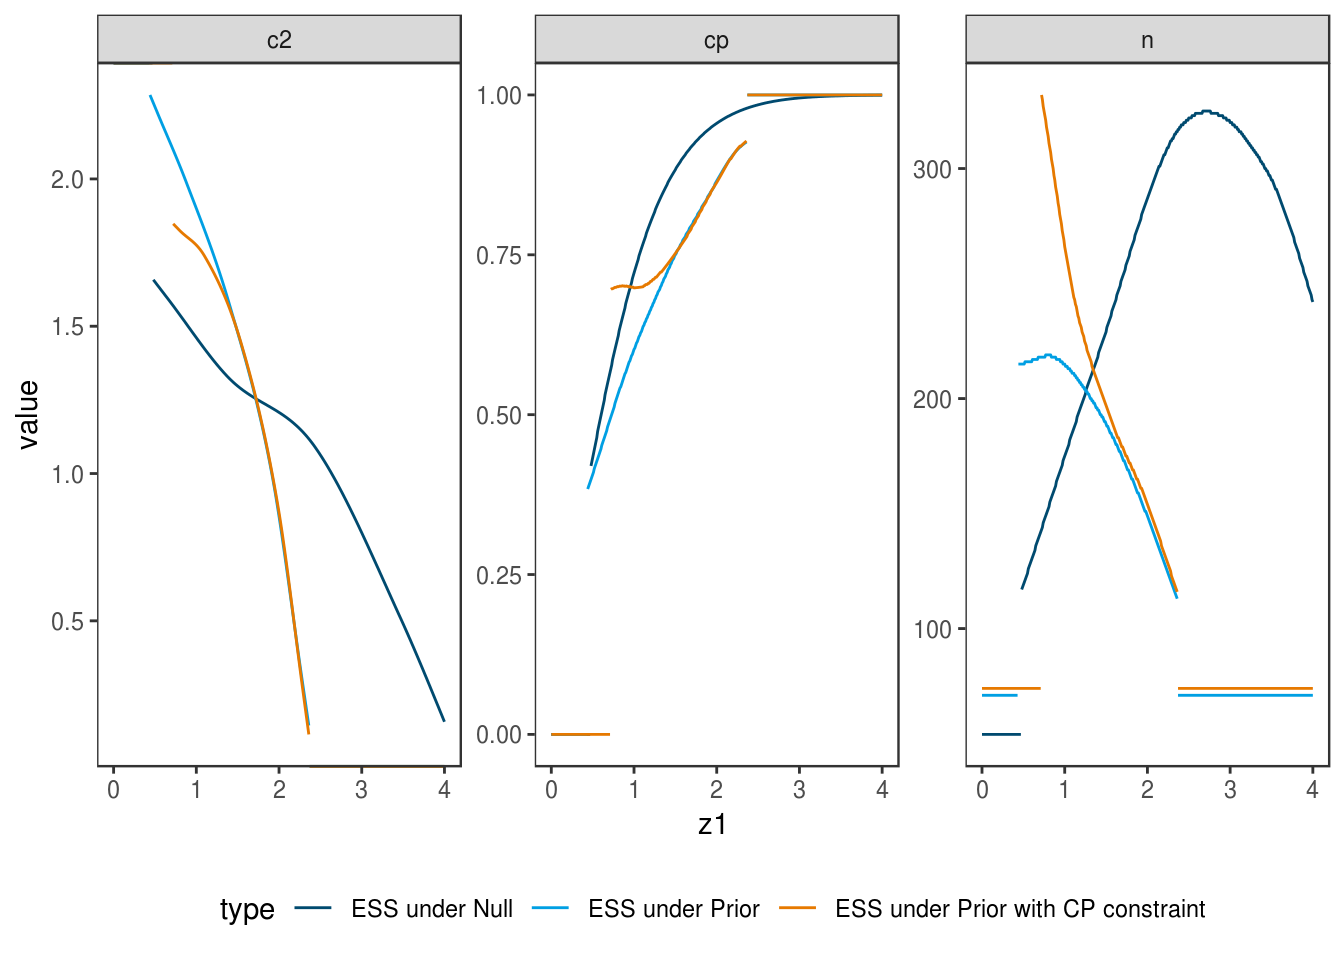 c2 cp n
value
2.0
1.5
1.0
0.5
1.00
0.75
0.50
0.25
0.00
300
200
100
0 1 2 3 4 0 1 2 3 4 0 1 2 3 4
z1
type ESS under Null ESS under Prior ESS under Prior with CP constraint